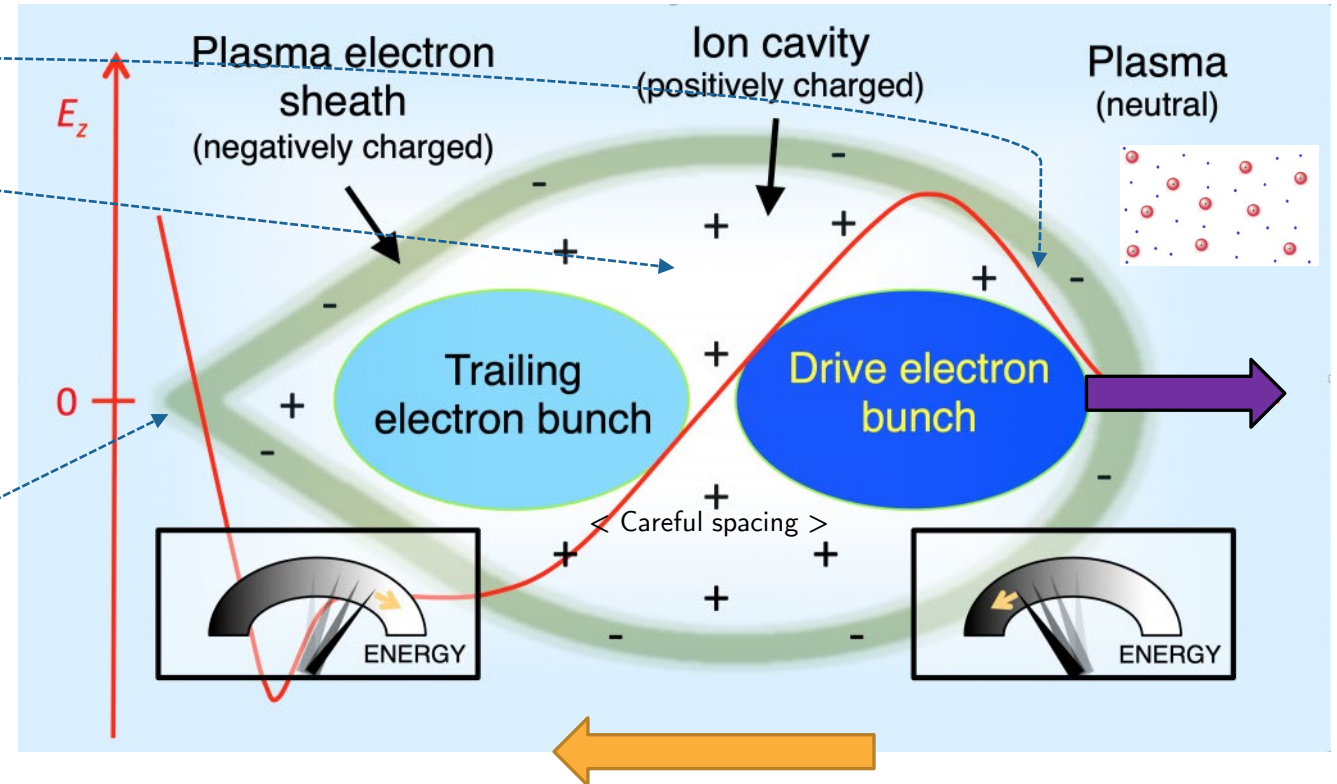 Plasma electron
sheath
(negatively charged)
Ion cavity
(positively charged)
Plasma
(neutral)
E_z
0
Trailing
electron bunch
Drive electron
bunch
< Careful spacing >
ENERGY
ENERGY